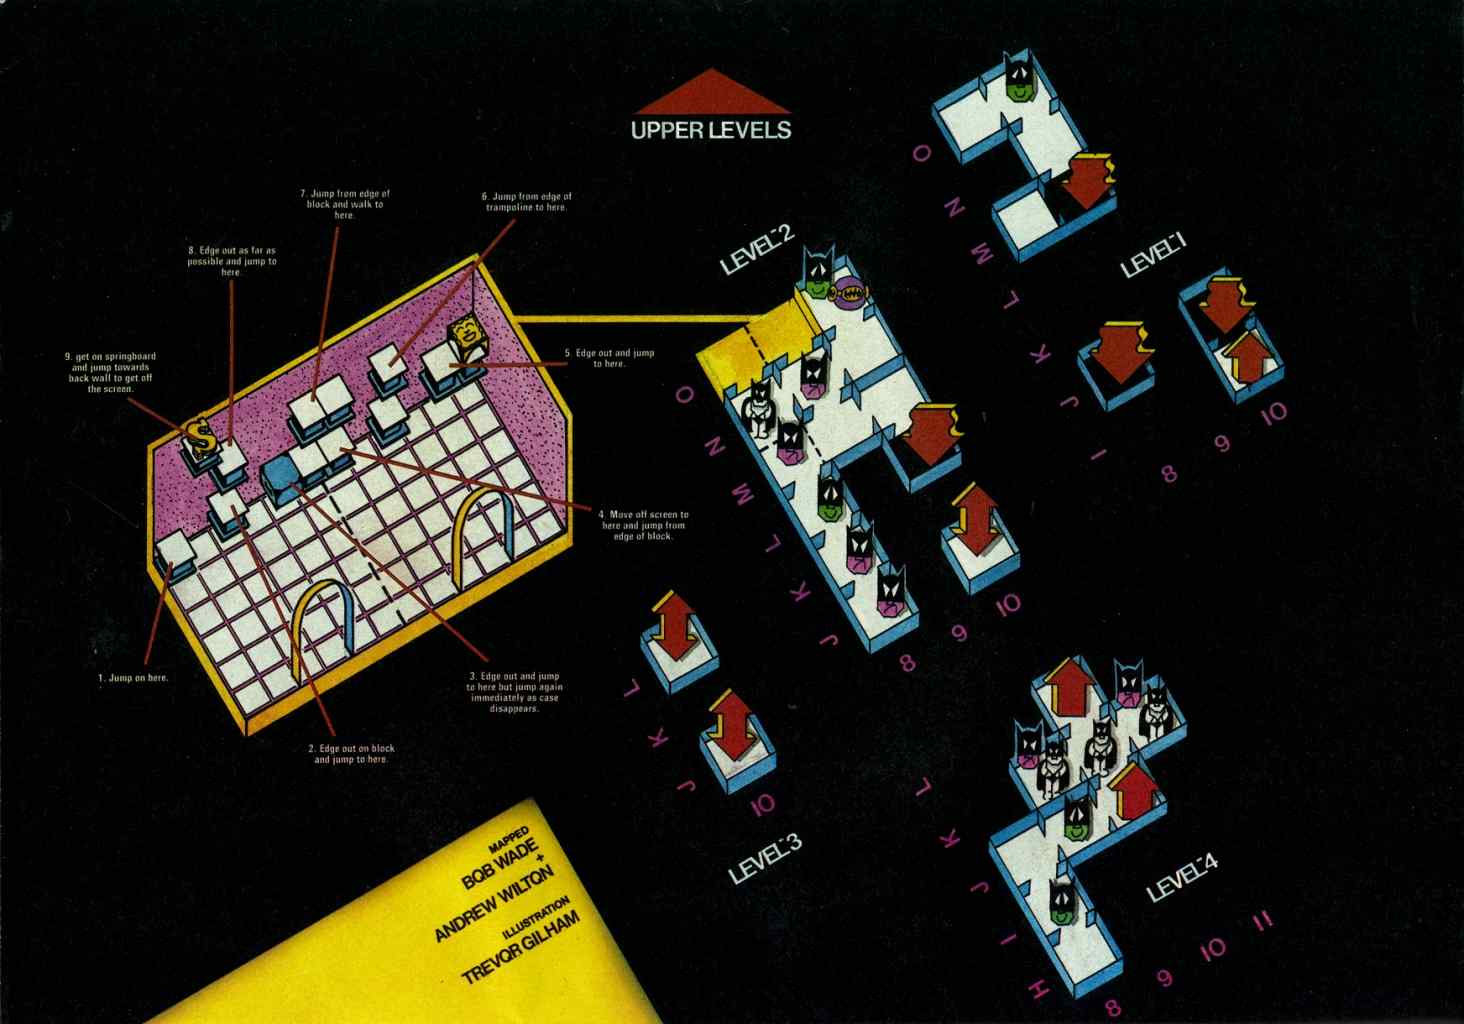 UPPER LEVELS
7. Jump from edge of
block and walk to
here.
6. Jump from edge of
trampoline to here.
8. Edge out as far as
possible and jump to
here.
9. get on springboard
and jump towards
back wall to get off
the screen.
5. Edge out and jump
to here.
4. Move off screen to
here and jump from
edge of block.
1. Jump on here.
3. Edge out and jump
to here but jump again
immediately as case
disappears.
2. Edge out on block
and jump to here.
LEVEL-1
O
N
M
L
K
J
I
8
9
10
LEVEL-2
O
N
M
L
K
J
8
9
10
L
K
J
10
LEVEL-3
L
K
J
I
H
8
9
10
11
LEVEL-4
MAPPED
BOB WADE
+
ANDREW WILTON
ILLUSTRATION
TREVOR GILHAM